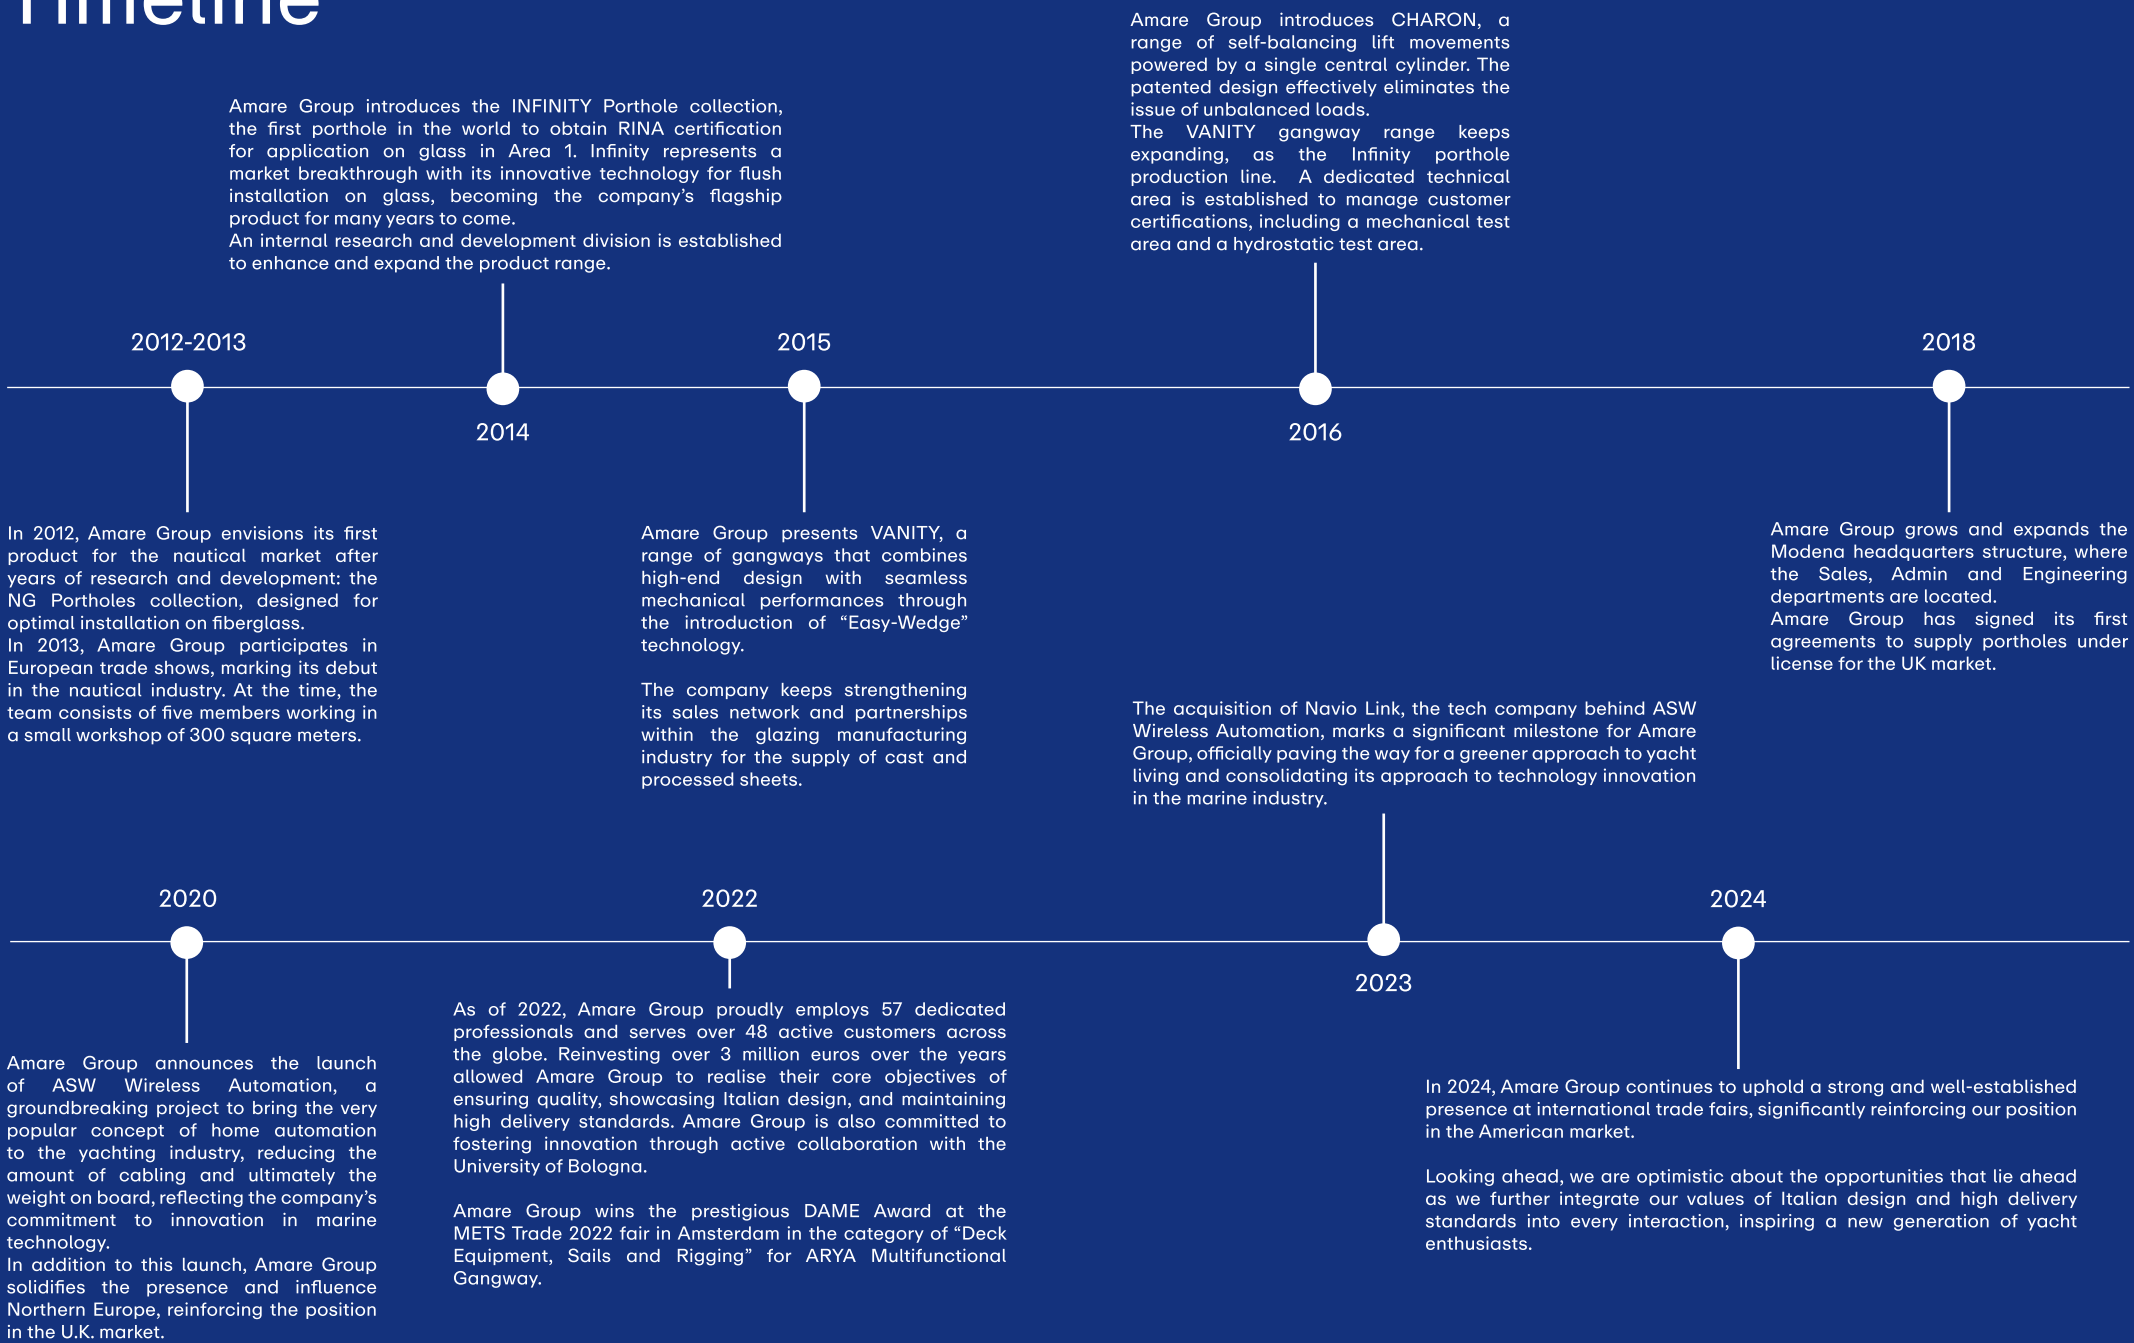 Timeline
Amare Group introduces CHARON, a
range of self-balancing lift movements
powered by a single central cylinder. The
patented design effectively eliminates the
issue of unbalanced loads.
The VANITY gangway range keeps
expanding, as the Infinity porthole
production line. A dedicated technical
area is established to manage customer
certifications, including a mechanical test
area and a hydrostatic test area.
Amare Group introduces the INFINITY Porthole collection,
the first porthole in the world to obtain RINA certification
for application on glass in Area 1. Infinity represents a
market breakthrough with its innovative technology for flush
installation on glass, becoming the company's flagship
product for many years to come.
An internal research and development division is established
to enhance and expand the product range.
2012-2013
2015
2018
2014
2016
In 2012, Amare Group envisions its first
product for the nautical market after
years of research and development: the
NG Portholes collection, designed for
optimal installation on fiberglass.
In 2013, Amare Group participates in
European trade shows, marking its debut
in the nautical industry. At the time, the
team consists of five members working in
a small workshop of 300 square meters.
Amare Group presents VANITY, a
range of gangways that combines
high-end design with seamless
mechanical performances through
the introduction of “Easy-Wedge”
technology.
The company keeps strengthening
its sales network and partnerships
within the glazing manufacturing
industry for the supply of cast and
processed sheets.
Amare Group grows and expands the
Modena headquarters structure, where
the Sales, Admin and Engineering
departments are located.
Amare Group has signed its first
agreements to supply portholes under
license for the UK market.
The acquisition of Navio Link, the tech company behind ASW
Wireless Automation, marks a significant milestone for Amare
Group, officially paving the way for a greener approach to yacht
living and consolidating its approach to technology innovation
in the marine industry.
2020
2022
2024
2023
Amare Group announces the launch
of ASW Wireless Automation, a
groundbreaking project to bring the very
popular concept of home automation
to the yachting industry, reducing the
amount of cabling and ultimately the
weight on board, reflecting the company's
commitment to innovation in marine
technology.
In addition to this launch, Amare Group
solidifies the presence and influence
Northern Europe, reinforcing the position
in the U.K. market.
As of 2022, Amare Group proudly employs 57 dedicated
professionals and serves over 48 active customers across
the globe. Reinvesting over 3 million euros over the years
allowed Amare Group to realise their core objectives of
ensuring quality, showcasing Italian design, and maintaining
high delivery standards. Amare Group is also committed to
fostering innovation through active collaboration with the
University of Bologna.
Amare Group wins the prestigious DAME Award at the
METS Trade 2022 fair in Amsterdam in the category of “Deck
Equipment, Sails and Rigging” for ARYA Multifunctional
Gangway.
In 2024, Amare Group continues to uphold a strong and well-established
presence at international trade fairs, significantly reinforcing our position
in the American market.
Looking ahead, we are optimistic about the opportunities that lie ahead
as we further integrate our values of Italian design and high delivery
standards into every interaction, inspiring a new generation of yacht
enthusiasts.